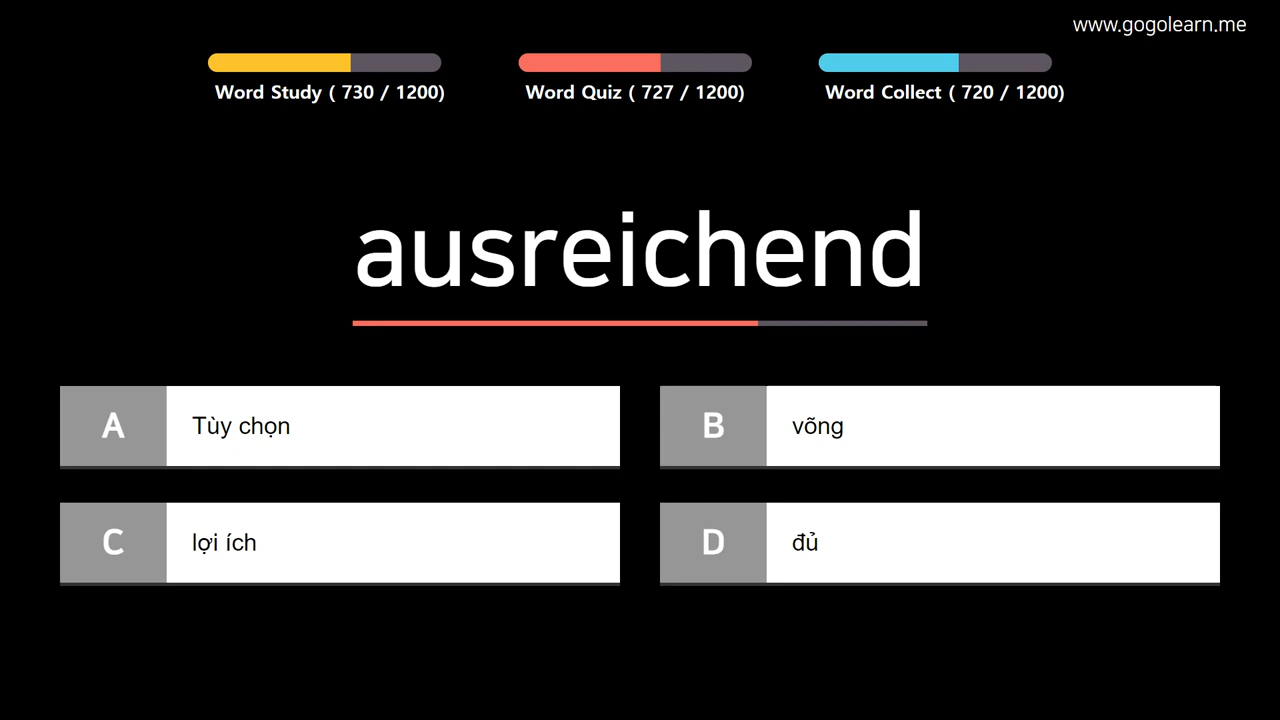 www.gogolearn.me
Word Study ( 730 / 1200)
Word Quiz ( 727 / 1200)
Word Collect ( 720 / 1200)
ausreichend
A
Tùy chọn
B
võng
C
lợi ích
D
đủ